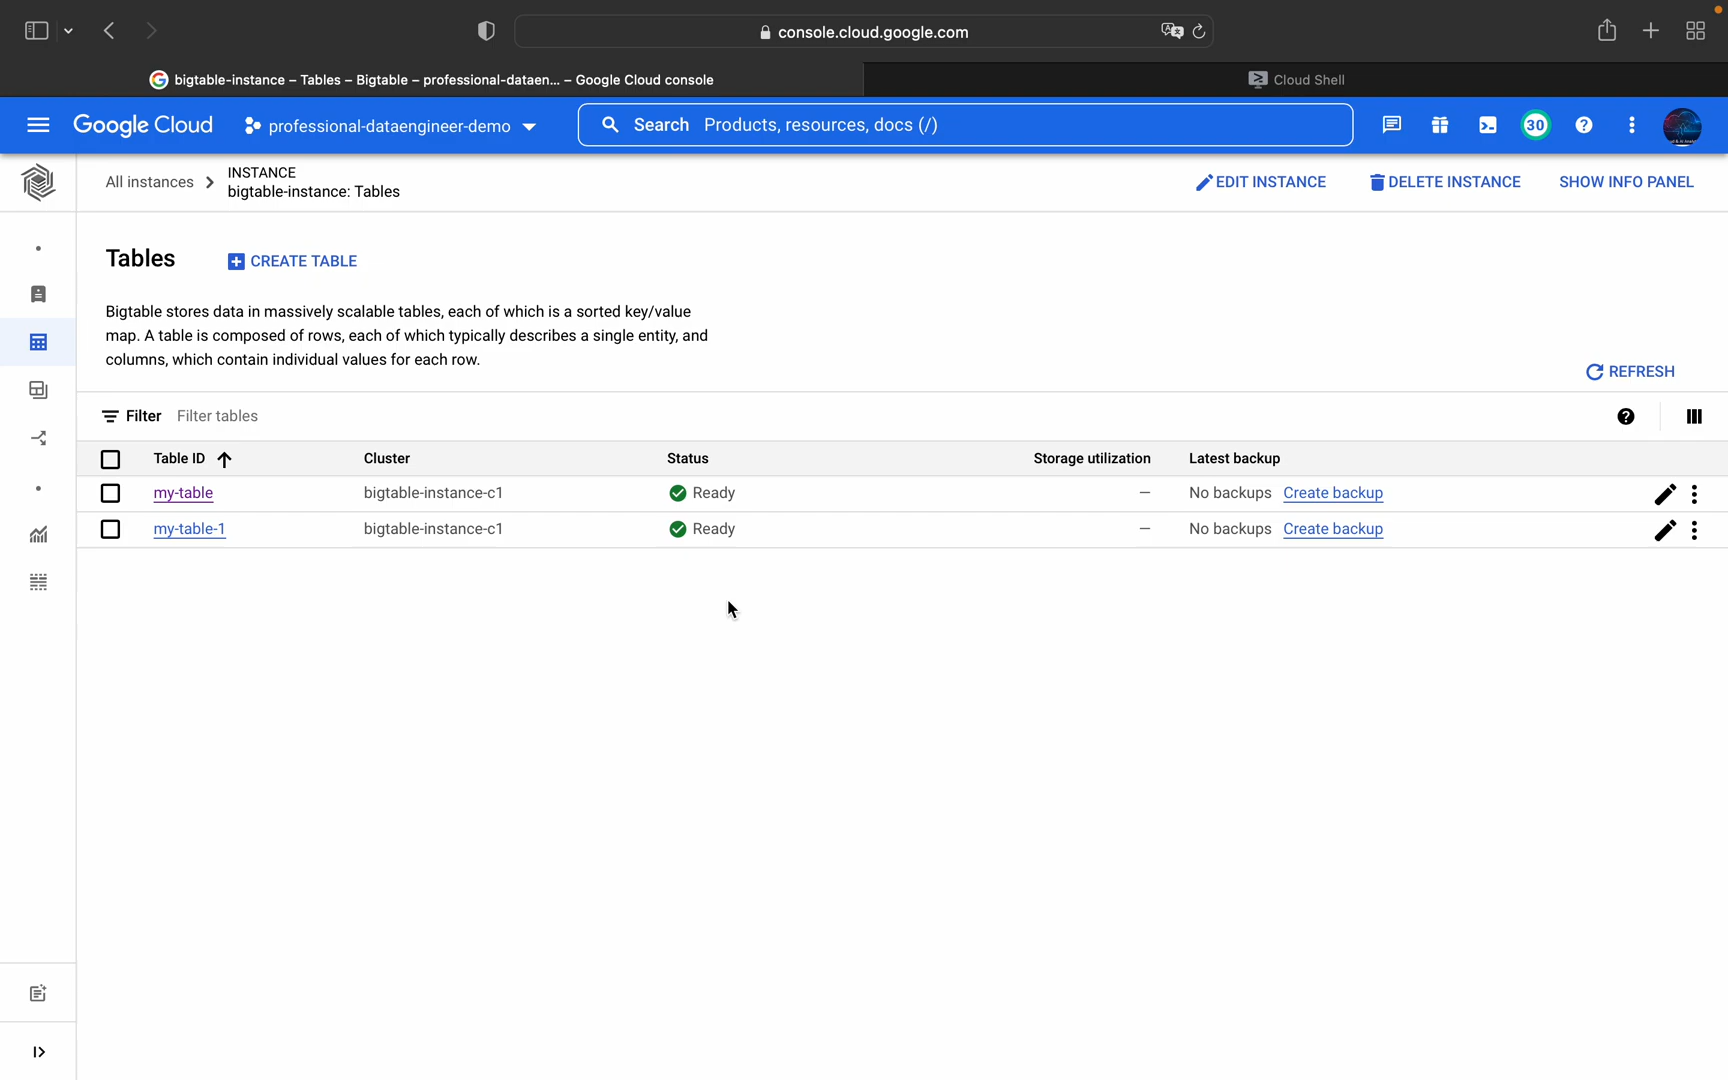 console.cloud.google.com
bigtable-instance – Tables – Bigtable – professional-dataen... – Google Cloud console
Cloud Shell
Google Cloud
professional-dataengineer-demo
Search Products, resources, docs (/)
30
All instances
INSTANCE
bigtable-instance: Tables
EDIT INSTANCE
DELETE INSTANCE
SHOW INFO PANEL
Tables
CREATE TABLE
Bigtable stores data in massively scalable tables, each of which is a sorted key/value
map. A table is composed of rows, each of which typically describes a single entity, and
columns, which contain individual values for each row.
REFRESH
Filter Filter tables
Table ID Cluster Status Storage utilization Latest backup
my-table bigtable-instance-c1 Ready – No backups Create backup
my-table-1 bigtable-instance-c1 Ready – No backups Create backup